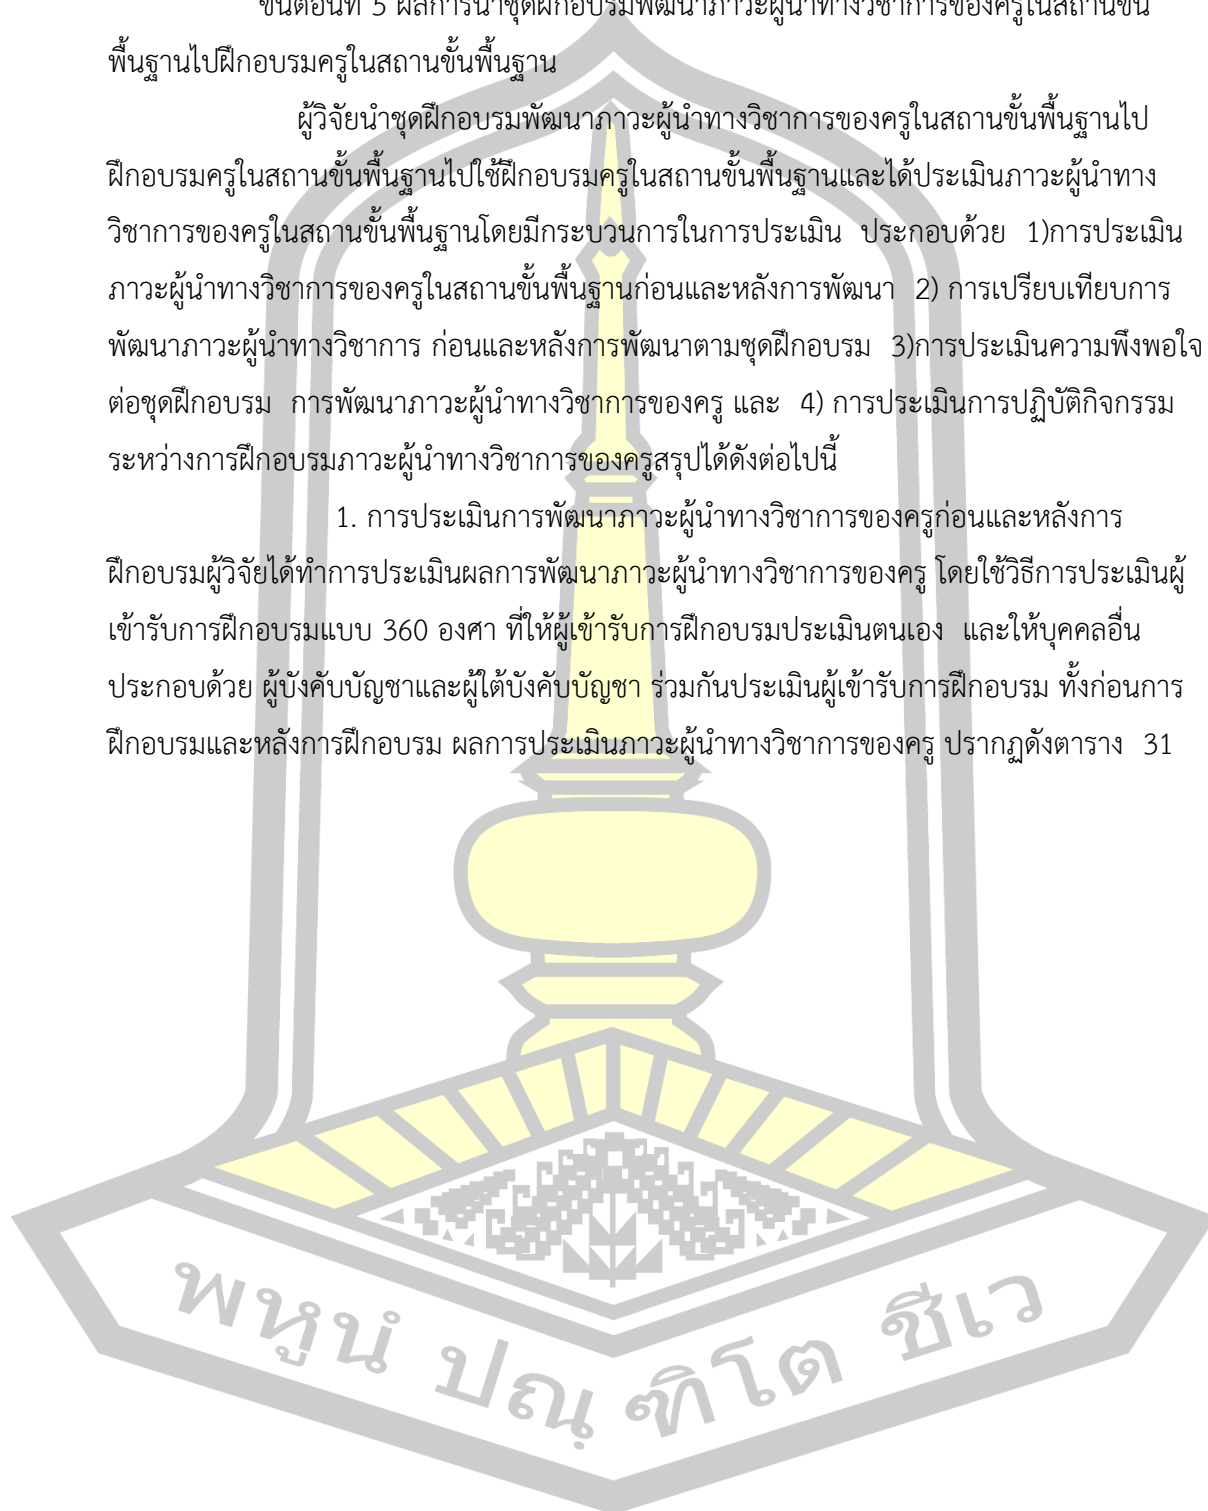 ขั้นตอนที่ 5 ผลการนำชุดฝึกอบรมพัฒนาภาวะผู้นำทางวิชาการของครูในสถานขั้น
พื้นฐานไปฝึกอบรมครูในสถานขั้นพื้นฐาน
ผู้วิจัยนำชุดฝึกอบรมพัฒนาภาวะผู้นำทางวิชาการของครูในสถานขั้นพื้นฐานไป
ฝึกอบรมครูในสถานขั้นพื้นฐานไปใช้ฝึกอบรมครูในสถานขั้นพื้นฐานและได้ประเมินภาวะผู้นำทาง
วิชาการของครูในสถานขั้นพื้นฐานโดยมีกระบวนการในการประเมิน ประกอบด้วย 1)การประเมิน
ภาวะผู้นำทางวิชาการของครูในสถานขั้นพื้นฐานก่อนและหลังการพัฒนา 2) การเปรียบเทียบการ
พัฒนาภาวะผู้นำทางวิชาการ ก่อนและหลังการพัฒนาตามชุดฝึกอบรม 3)การประเมินความพึงพอใจ
ต่อชุดฝึกอบรม การพัฒนาภาวะผู้นำทางวิชาการของครู และ 4) การประเมินการปฏิบัติกิจกรรม
ระหว่างการฝึกอบรมภาวะผู้นำทางวิชาการของครูสรุปได้ดังต่อไปนี้
1. การประเมินการพัฒนาภาวะผู้นำทางวิชาการของครูก่อนและหลังการ
ฝึกอบรมผู้วิจัยได้ทำการประเมินผลการพัฒนาภาวะผู้นำทางวิชาการของครู โดยใช้วิธีการประเมินผู้
เข้ารับการฝึกอบรมแบบ 360 องศา ที่ให้ผู้เข้ารับการฝึกอบรมประเมินตนเอง และให้บุคคลอื่น
ประกอบด้วย ผู้บังคับบัญชาและผู้ใต้บังคับบัญชา ร่วมกันประเมินผู้เข้ารับการฝึกอบรม ทั้งก่อนการ
ฝึกอบรมและหลังการฝึกอบรม ผลการประเมินภาวะผู้นำทางวิชาการของครู ปรากฏดังตาราง 31
พหูนํ ปณฺฑิโต ชีเว